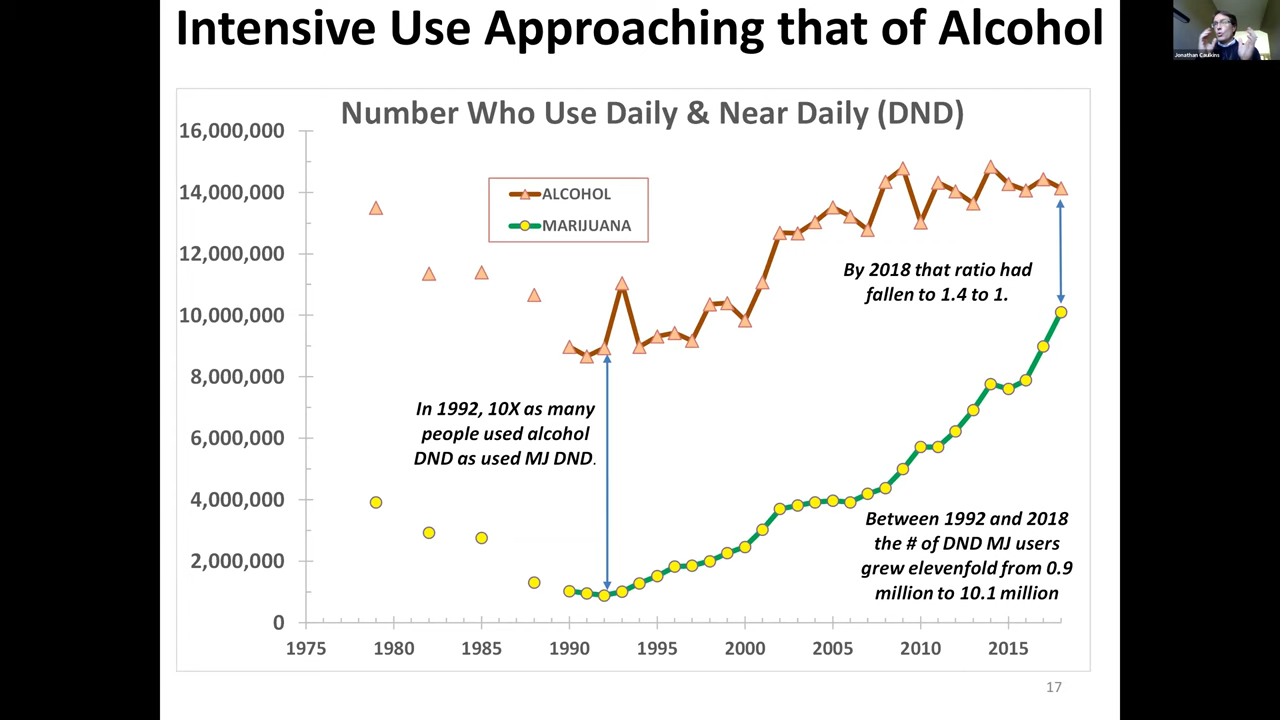 Intensive Use Approaching that of Alcohol
Jonathan Caulkins
Number Who Use Daily & Near Daily (DND)
16,000,000
14,000,000
12,000,000
10,000,000
8,000,000
6,000,000
4,000,000
2,000,000
0
ALCOHOL
MARIJUANA
By 2018 that ratio had
fallen to 1.4 to 1.
In 1992, 10X as many
people used alcohol
DND as used MJ DND.
Between 1992 and 2018
the # of DND MJ users
grew elevenfold from 0.9
million to 10.1 million
1975 1980 1985 1990 1995 2000 2005 2010 2015
17